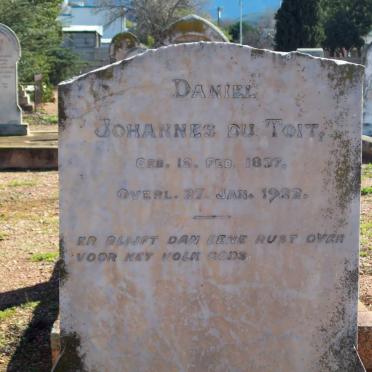 DANIEL
JOHANNES DU TOIT,
GEB. 12. FEB. 1837.
OVERL. 27. JAN. 1922.
ER BLIJFT DAN EENE RUST OVER
VOOR HET VOLK GODS